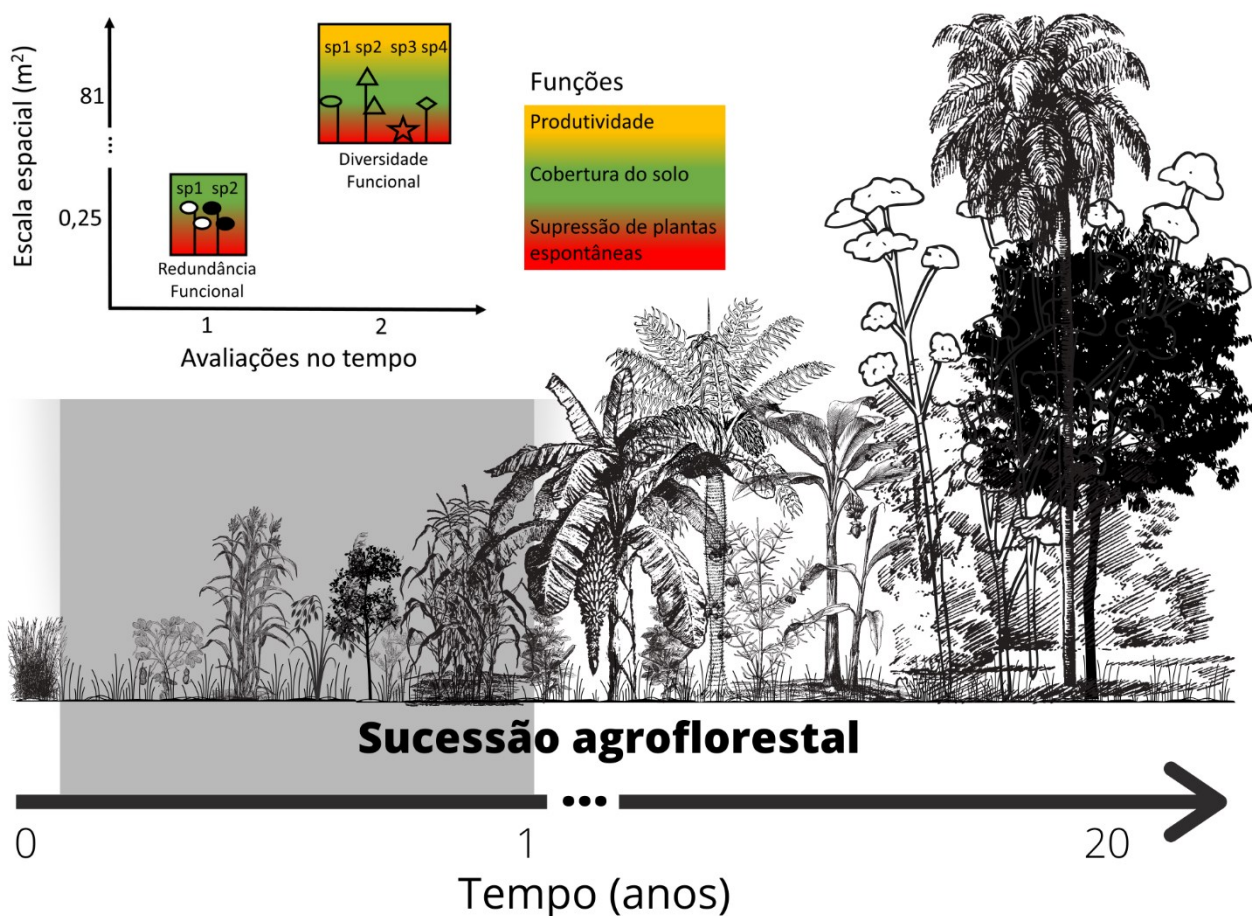 Escala espacial (m²)
81
...
0,25
sp1 sp2 sp3 sp4
Diversidade
Funcional
sp1 sp2
Redundância
Funcional
1
2
Avaliações no tempo
Funções
Produtividade
Cobertura do solo
Supressão de plantas
espontâneas
Sucessão agroflorestal
...
0
1
20
Tempo (anos)